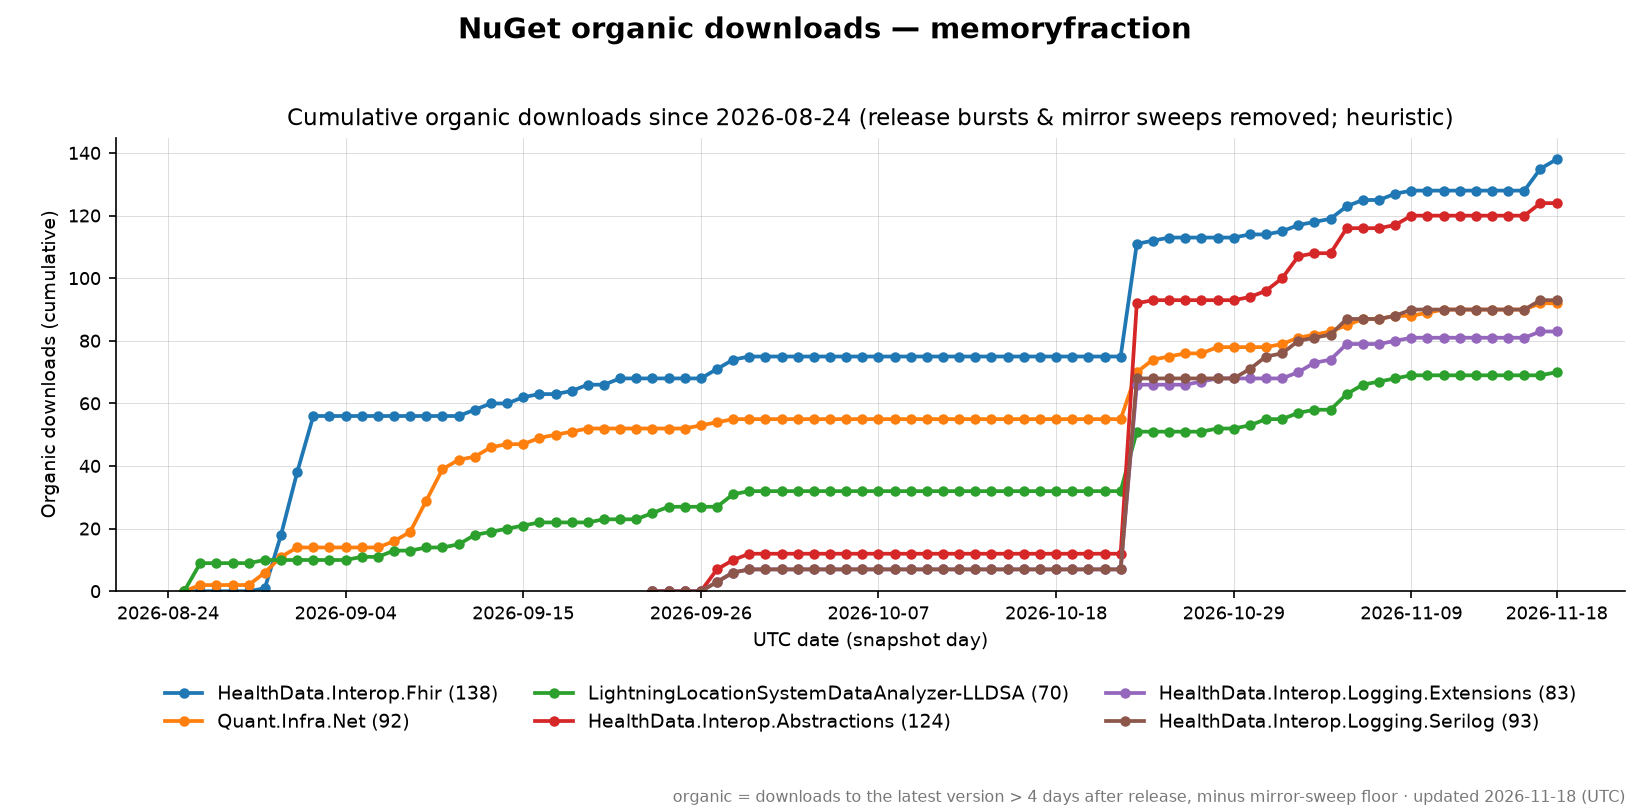 NuGet organic downloads — memoryfraction
Cumulative organic downloads since 2026-08-24 (release bursts & mirror sweeps removed; heuristic)
Organic downloads (cumulative)
140
120
100
80
60
40
20
0
2026-08-24 2026-09-04 2026-09-15 2026-09-26 2026-10-07 2026-10-18 2026-10-29 2026-11-09 2026-11-18
UTC date (snapshot day)
HealthData.Interop.Fhir (138) LightningLocationSystemDataAnalyzer-LLDSA (70) HealthData.Interop.Logging.Extensions (83)
Quant.Infra.Net (92) HealthData.Interop.Abstractions (124) HealthData.Interop.Logging.Serilog (93)
organic = downloads to the latest version > 4 days after release, minus mirror-sweep floor · updated 2026-11-18 (UTC)